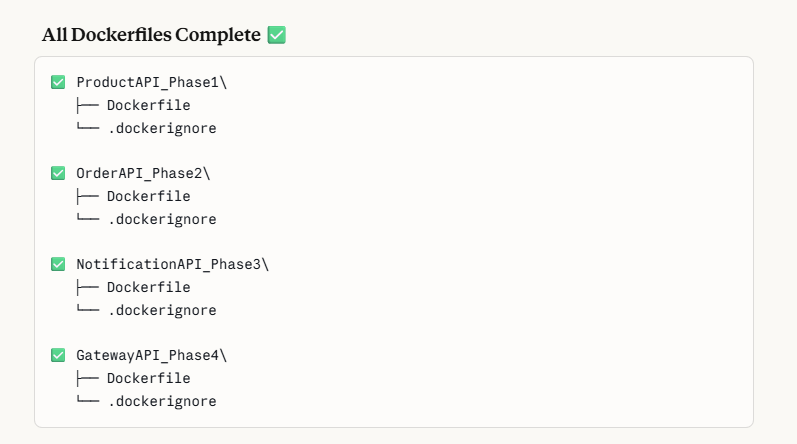 All Dockerfiles Complete ✅
✅ ProductAPI_Phase1\
├── Dockerfile
└── .dockerignore
✅ OrderAPI_Phase2\
├── Dockerfile
└── .dockerignore
✅ NotificationAPI_Phase3\
├── Dockerfile
└── .dockerignore
✅ GatewayAPI_Phase4\
├── Dockerfile
└── .dockerignore